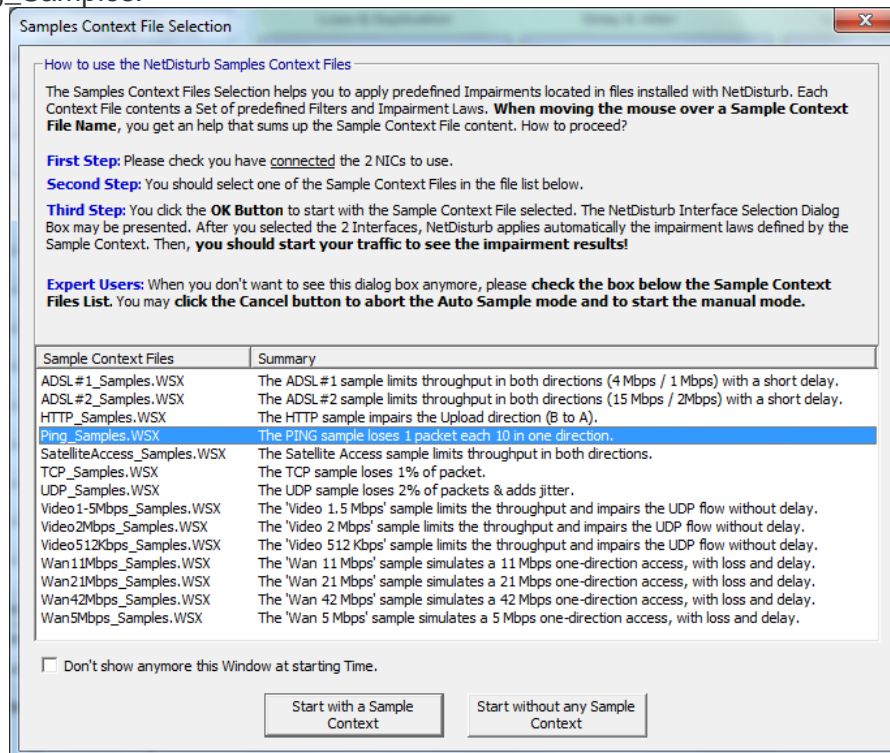 Samples Context File Selection
How to use the NetDisturb Samples Context Files
The Samples Context Files Selection helps you to apply predefined Impairments located in files installed with NetDisturb. Each
Context File contents a Set of predefined Filters and Impairment Laws. When moving the mouse over a Sample Context
File Name, you get an help that sums up the Sample Context File content. How to proceed?
First Step: Please check you have connected the 2 NICs to use.
Second Step: You should select one of the Sample Context Files in the file list below.
Third Step: You click the OK Button to start with the Sample Context File selected. The NetDisturb Interface Selection Dialog
Box may be presented. After you selected the 2 Interfaces, NetDisturb applies automatically the impairment laws defined by the
Sample Context. Then, you should start your traffic to see the impairment results!
Expert Users: When you don't want to see this dialog box anymore, please check the box below the Sample Context
Files List. You may click the Cancel button to abort the Auto Sample mode and to start the manual mode.
Sample Context Files Summary
ADSL#1_Samples.WSX The ADSL#1 sample limits throughput in both directions (4 Mbps / 1 Mbps) with a short delay.
ADSL#2_Samples.WSX The ADSL#2 sample limits throughput in both directions (15 Mbps / 2Mbps) with a short delay.
HTTP_Samples.WSX The HTTP sample impairs the Upload direction (B to A).
Ping_Samples.WSX The PING sample loses 1 packet each 10 in one direction.
SatelliteAccess_Samples.WSX The Satellite Access sample limits throughput in both directions.
TCP_Samples.WSX The TCP sample loses 1% of packet.
UDP_Samples.WSX The UDP sample loses 2% of packets & adds jitter.
Video1-5Mbps_Samples.WSX The 'Video 1.5 Mbps' sample limits the throughput and impairs the UDP flow without delay.
Video2Mbps_Samples.WSX The 'Video 2 Mbps' sample limits the throughput and impairs the UDP flow without delay.
Video512Kbps_Samples.WSX The 'Video 512 Kbps' sample limits the throughput and impairs the UDP flow without delay.
Wan11Mbps_Samples.WSX The 'Wan 11 Mbps' sample simulates a 11 Mbps one-direction access, with loss and delay.
Wan21Mbps_Samples.WSX The 'Wan 21 Mbps' sample simulates a 21 Mbps one-direction access, with loss and delay.
Wan42Mbps_Samples.WSX The 'Wan 42 Mbps' sample simulates a 42 Mbps one-direction access, with loss and delay.
Wan5Mbps_Samples.WSX The 'Wan 5 Mbps' sample simulates a 5 Mbps one-direction access, with loss and delay.
Don't show anymore this Window at starting Time.
Start with a Sample Context
Start without any Sample Context